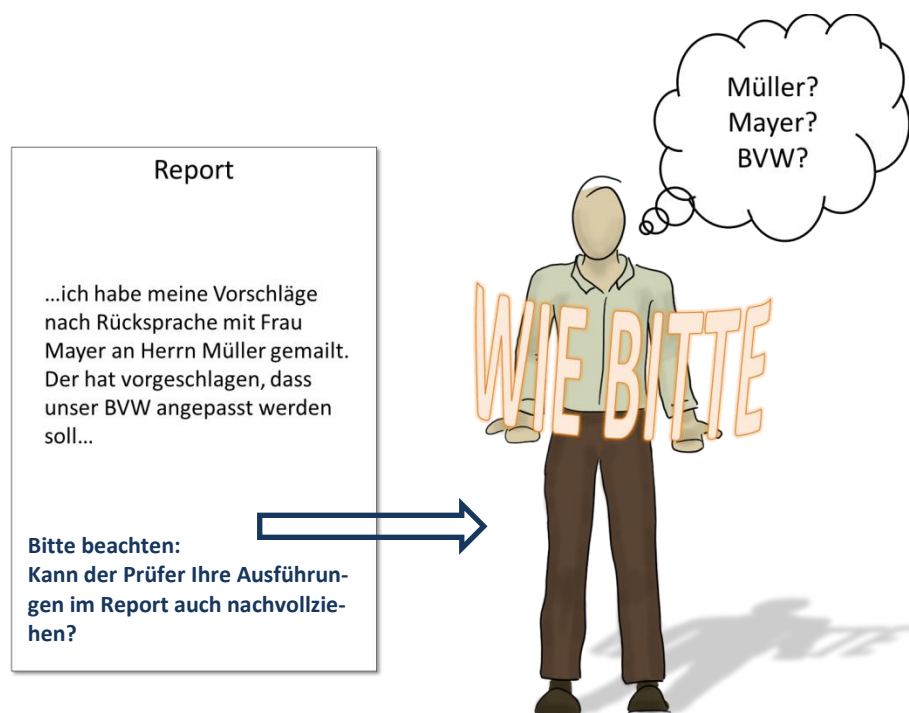 Report
...ich habe meine Vorschläge
nach Rücksprache mit Frau
Mayer an Herrn Müller gemailt.
Der hat vorgeschlagen, dass
unser BVW angepasst werden
soll...
Bitte beachten:
Kann der Prüfer Ihre Ausführun-
gen im Report auch nachvollzie-
hen?
Müller?
Mayer?
BVW?
WIE BITTE